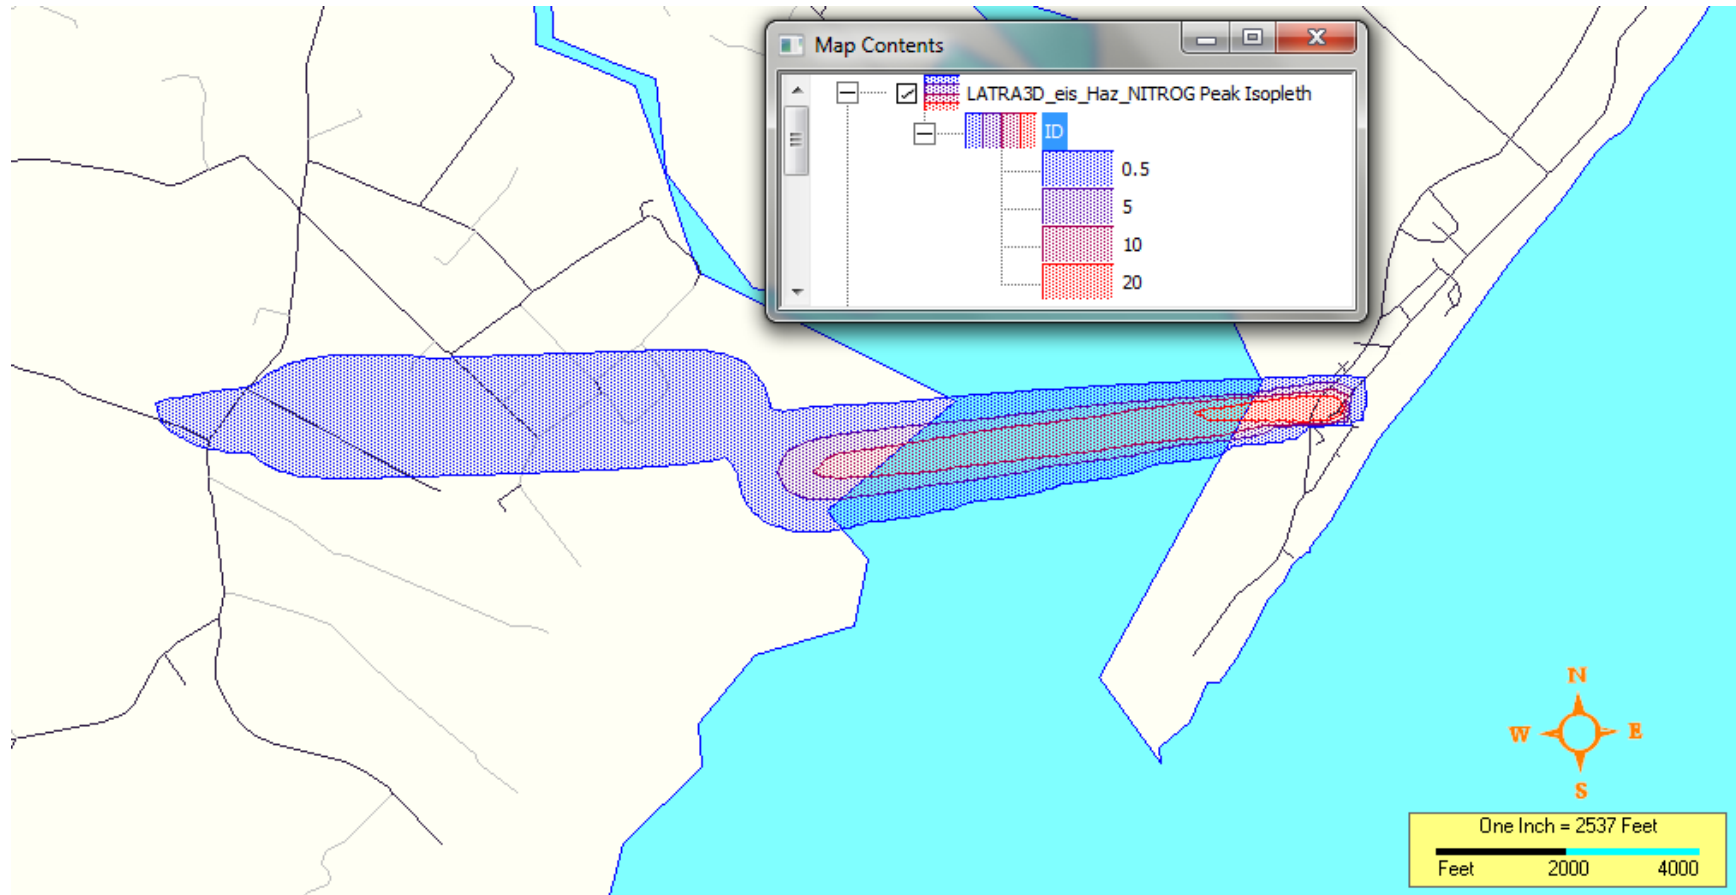 Map Contents
LATRA3D_eis_Haz_NITROG Peak Isopleth
ID
0.5
5
10
20
N
W E
S
One Inch = 2537 Feet
Feet 2000 4000